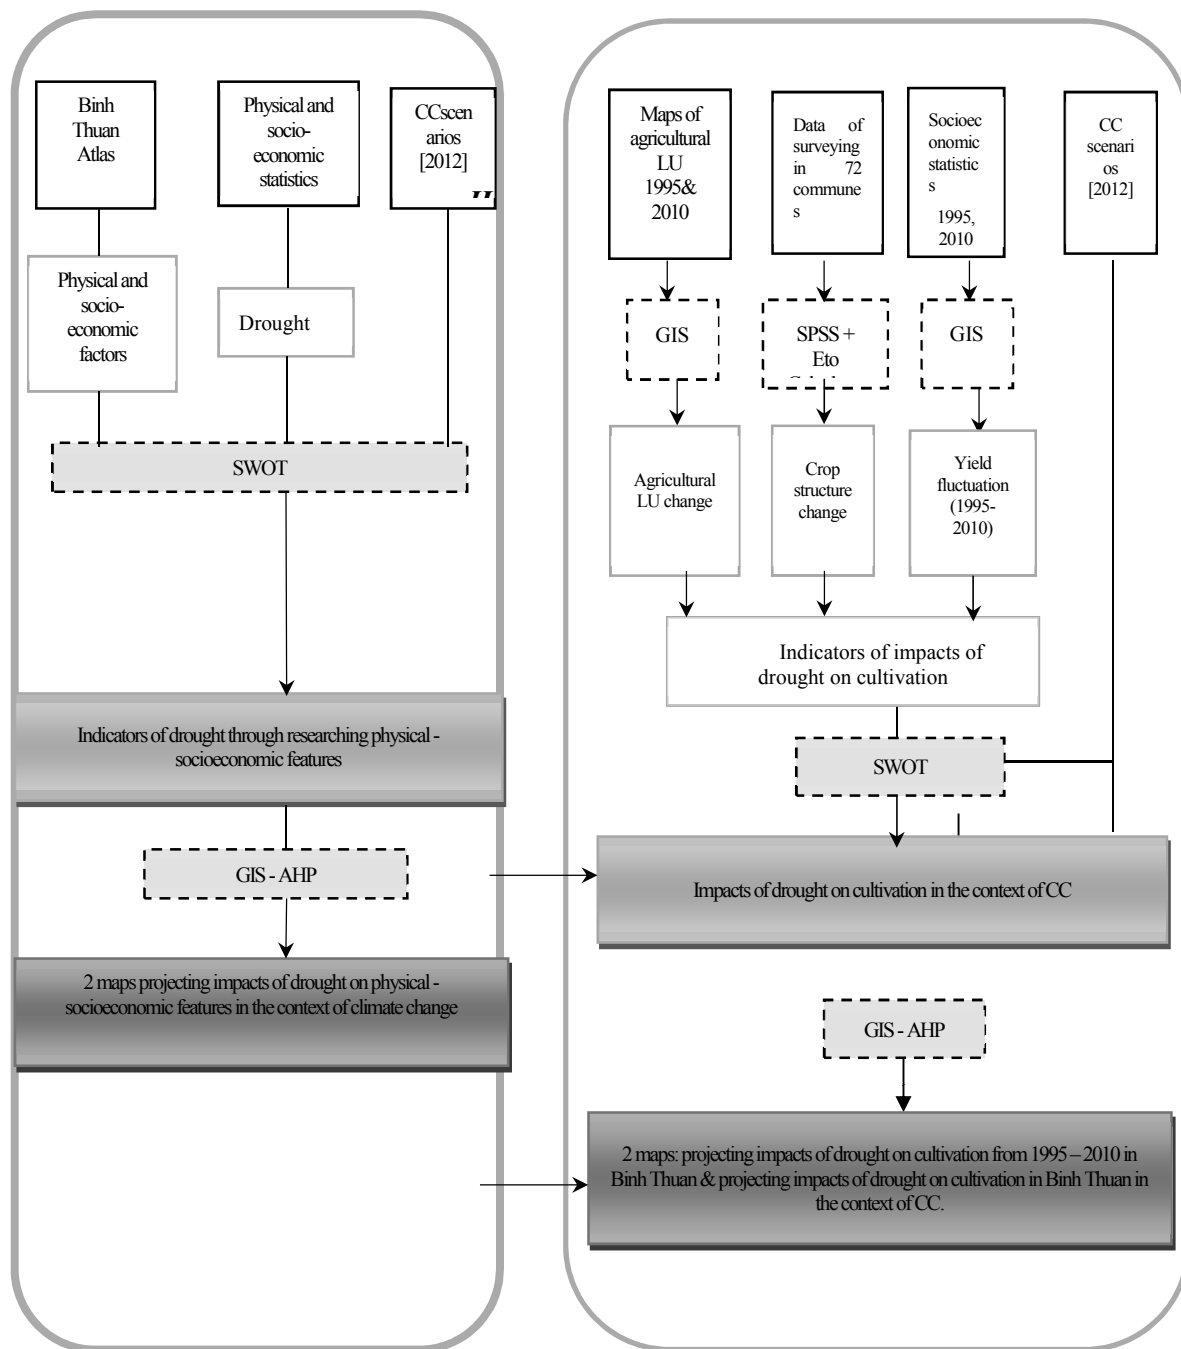 Binh
Thuan
Atlas
Physical and
socio-
economic
statistics
CCscen
arios
[2012]
Physical and
socio-
economic
factors
Drought
SWOT
Indicators of drought through researching physical -
socioeconomic features
GIS - AHP
2 maps projecting impacts of drought on physical -
socioeconomic features in the context of climate change
Maps of
agricultural
LU
1995&
2010
Data of
surveying
in 72
commune
s
Socioec
onomic
statistic
s
1995,
2010
CC
scenari
os
[2012]
GIS
SPSS +
Eto
GIS
Agricultural
LU change
Crop
structure
change
Yield
fluctuation
(1995-
2010)
Indicators of impacts of
drought on cultivation
SWOT
Impacts of drought on cultivation in the context of CC
GIS - AHP
2 maps: projecting impacts of drought on cultivation from 1995 – 2010 in
Binh Thuan & projecting impacts of drought on cultivation in Binh Thuan in
the context of CC.